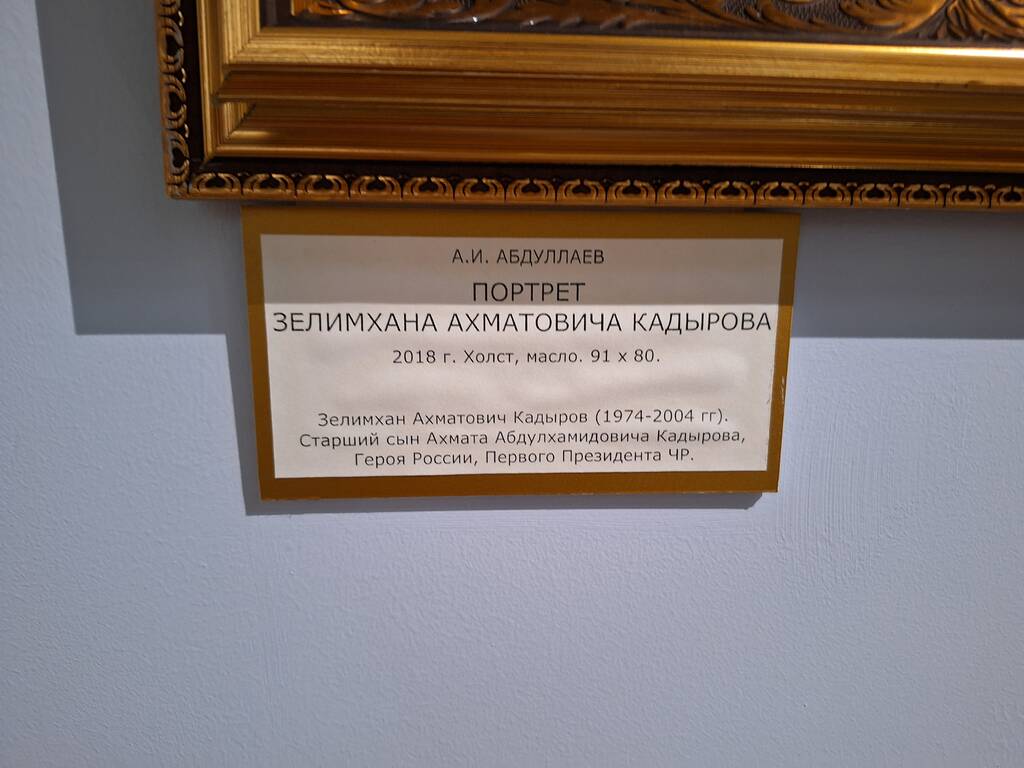 А.И. АБДУЛЛАЕВ
ПОРТРЕТ
ЗЕЛИМХАНА АХМАТОВИЧА КАДЫРОВА
2018 г. Холст, масло. 91 х 80.
Зелимхан Ахматович Кадыров (1974-2004 гг).
Старший сын Ахмата Абдулхамидовича Кадырова,
Героя России, Первого Президента ЧР.